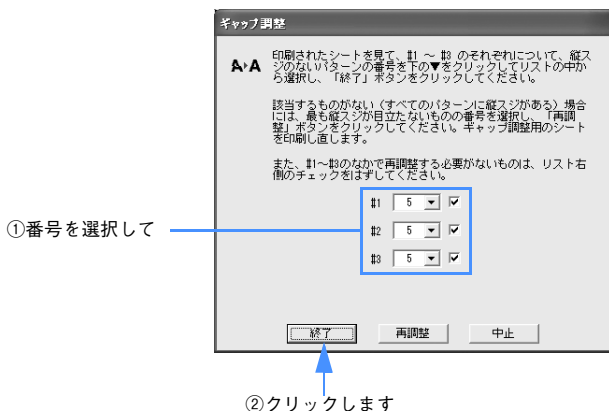 ギャップ調整
A A 印刷されたシートを見て、#1 ～ #3 のそれぞれについて、縦ス
ジのないパターンの番号を下の▼をクリックしてリストの中か
ら選択し、「終了」ボタンをクリックしてください。
該当するものがない（すべてのパターンに縦スジがある）場合
には、最も縦スジが目立たないものの番号を選択し、「再調
整」ボタンをクリックしてください。ギャップ調整用のシート
を印刷し直します。
また、#1～#3のなかで再調整する必要がないものは、リスト右
側のチェックをはずしてください。
#1 5
①番号を選択して #2 5
#3 5
終了 再調整 中止
②クリックします